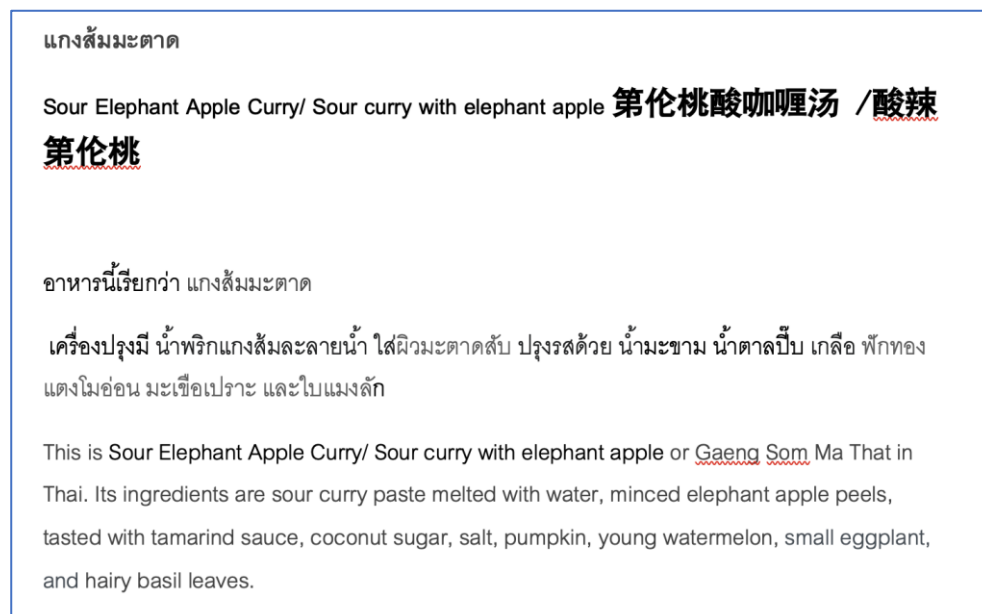 แกงส้มมะตาด
Sour Elephant Apple Curry/ Sour curry with elephant apple 第伦桃酸咖喱汤 /酸辣
第伦桃
อาหารนี้เรียกว่า แกงส้มมะตาด
เครื่องปรุงมี น้ำพริกแกงส้มละลายน้ำ ใส่ผิวมะตาดสับ ปรุงรสด้วย น้ำมะขาม น้ำตาลปี๊บ เกลือ ฟักทอง
แตงโมอ่อน มะเขือเปราะ และใบแมงลัก
This is Sour Elephant Apple Curry/ Sour curry with elephant apple or Gaeng Som Ma That in
Thai. Its ingredients are sour curry paste melted with water, minced elephant apple peels,
tasted with tamarind sauce, coconut sugar, salt, pumpkin, young watermelon, small eggplant,
and hairy basil leaves.